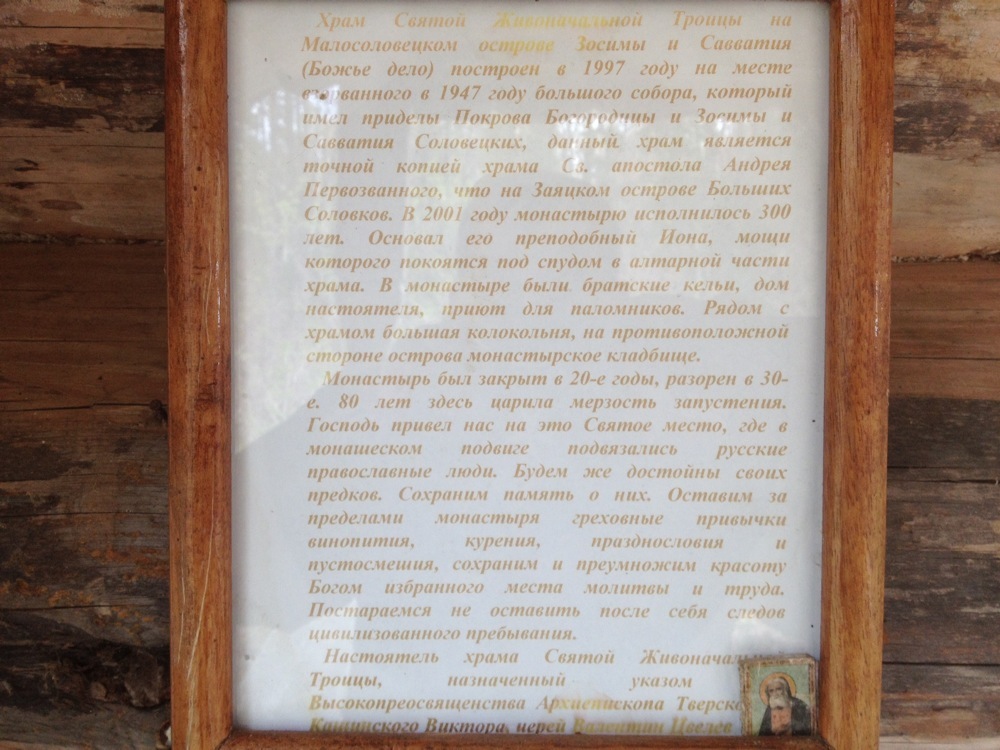 Храм Святой Живоначальной Троицы на
Малосоловецком острове Зосимы и Савватия
(Божье дело) построен в 1997 году на месте
взорванного в 1947 году большого собора, который
имел приделы Покрова Богородицы и Зосимы и
Савватия Соловецких, данный храм является
точной копией храма Св. апостола Андрея
Первозванного, что на Заяцком острове Больших
Соловков. В 2001 году монастырю исполнилось 300
лет. Основал его преподобный Иона, мощи
которого покоятся под спудом в алтарной части
храма. В монастыре были братские кельи, дом
настоятеля, приют для паломников. Рядом с
храмом большая колокольня, на противоположной
стороне острова монастырское кладбище.
Монастырь был закрыт в 20-е годы, разорен в 30-
е. 80 лет здесь царила мерзость запустения.
Господь привел нас на это Святое место, где в
монашеском подвиге подвязались русские
православные люди. Будем же достойны своих
предков. Сохраним память о них. Оставим за
пределами монастыря греховные привычки
винопития, курения, празднословия и
пустосмешия, сохраним и преумножим красоту
Богом избранного места молитвы и труда.
Постараемся не оставить после себя следов
цивилизованного пребывания.
Настоятель храма Святой Живоначальн
Троицы, назначенный указом
Высокопреосвященства Архиепископа Тверско
Кашинского Виктора, иерей Валентин Цвелев